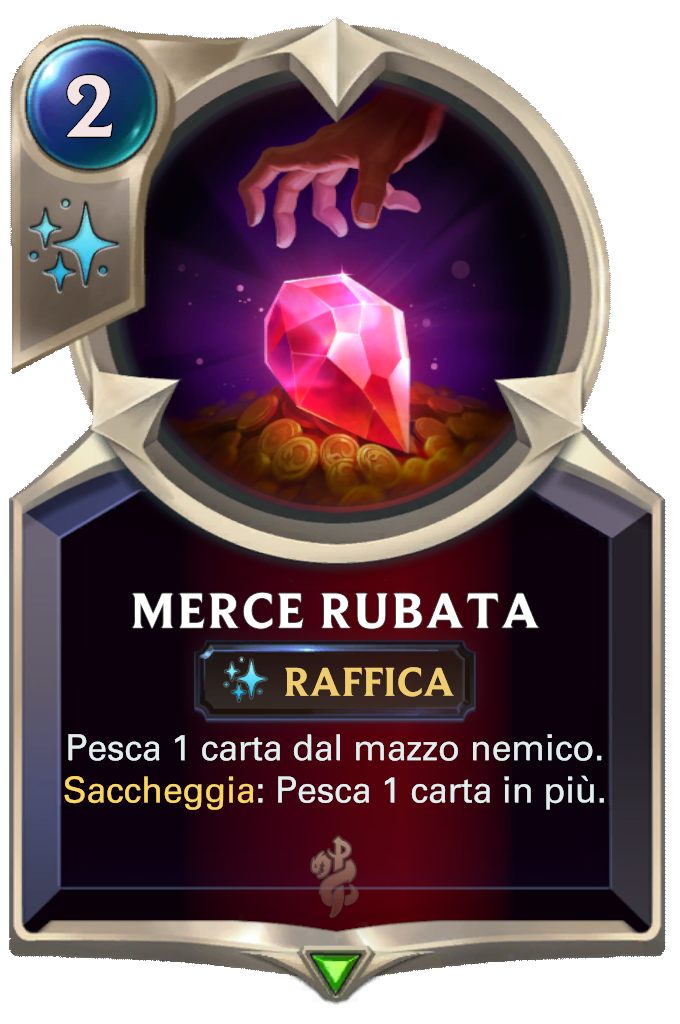 2
MERCE RUBATA
RAFFICA
Pesca 1 carta dal mazzo nemico.
Saccheggia: Pesca 1 carta in più.